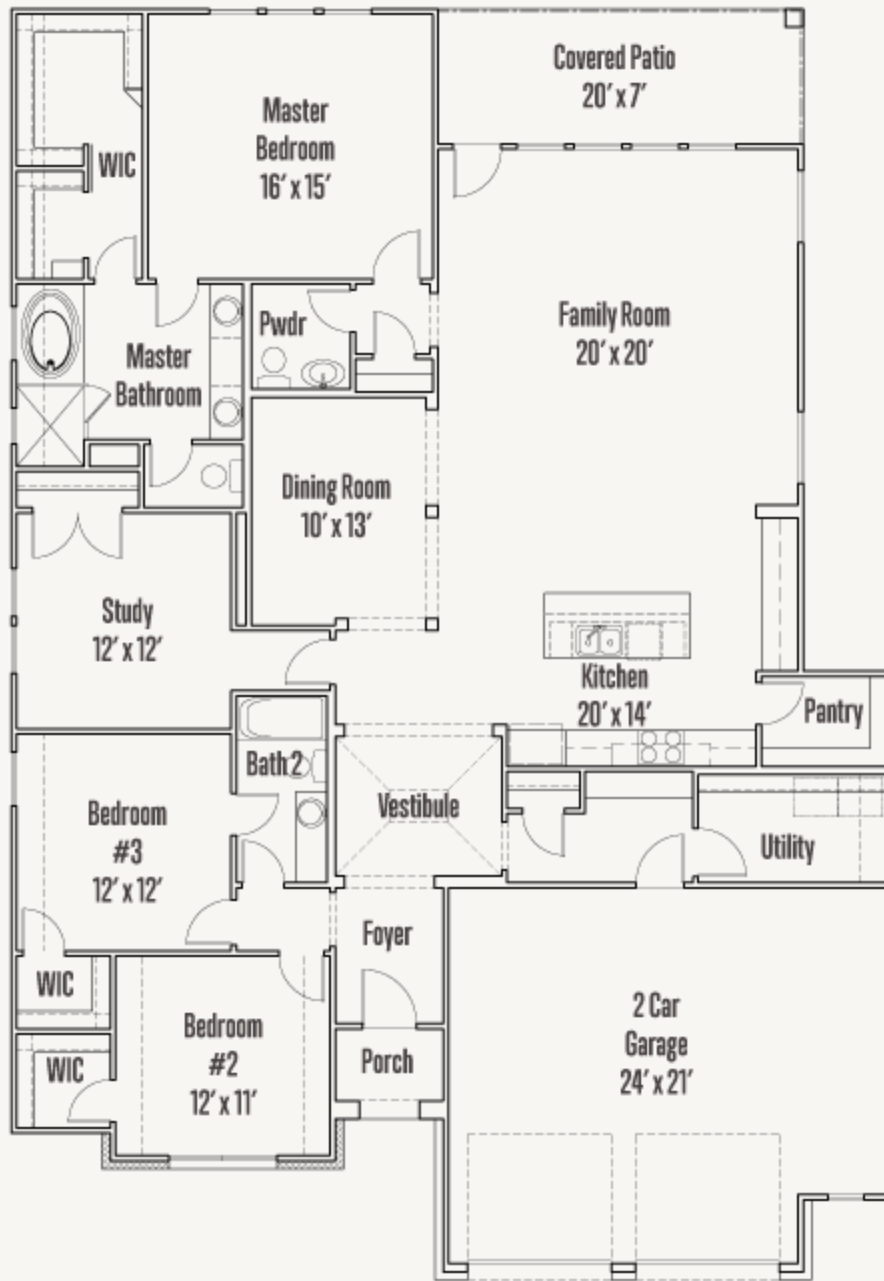 Covered Patio
20' x 7'
Master
Bedroom
16' x 15'
WIC
Pwdr
Family Room
20' x 20'
Master
Bathroom
Dining Room
10' x 13'
Study
12' x 12'
Kitchen
20' x 14'
Pantry
Bath 2
Vestibule
Bedroom
#3
12' x 12'
Utility
Foyer
WIC
2 Car
Garage
24' x 21'
Bedroom
#2
12' x 11'
Porch
WIC